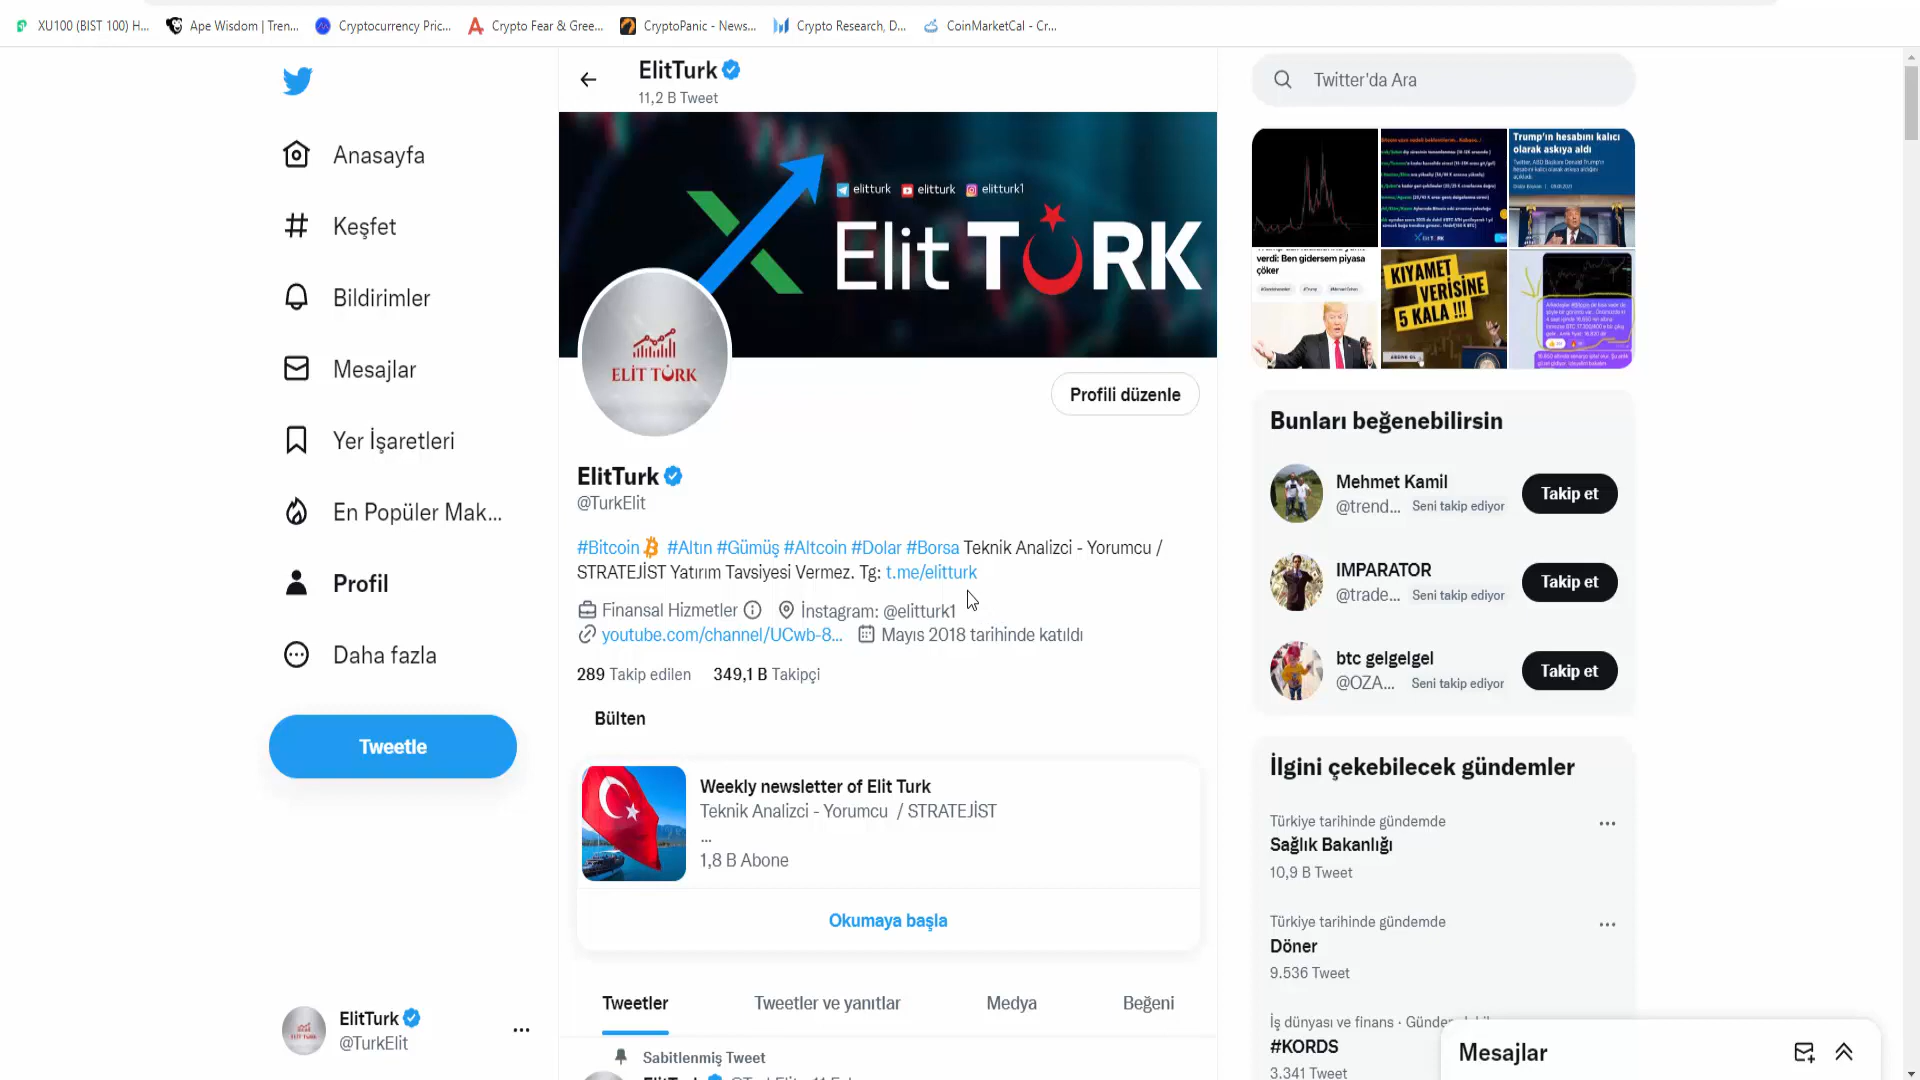 XU100 (BIST 100) H...
Ape Wisdom | Tren...
Cryptocurrency Pric...
Crypto Fear & Gree...
CryptoPanic - News...
Crypto Research, D...
CoinMarketCal - Cr...
Anasayfa
Keşfet
Bildirimler
Mesajlar
Yer İşaretleri
En Popüler Mak...
Profil
Daha fazla
Tweetle
ElitTurk
@TurkElit
ElitTurk
11,2 B Tweet
elitturk
elitturk
elitturk1
Elit TÜRK
ELİT TÜRK
Profili düzenle
ElitTurk
@TurkElit
#Bitcoin #Altın #Gümüş #Altcoin #Dolar #Borsa Teknik Analizci - Yorumcu /
STRATEJİST Yatırım Tavsiyesi Vermez. Tg: t.me/elitturk
Finansal Hizmetler İnstagram: @elitturk1
youtube.com/channel/UCwb-8... Mayıs 2018 tarihinde katıldı
289 Takip edilen 349,1 B Takipçi
Bülten
Weekly newsletter of Elit Turk
Teknik Analizci - Yorumcu / STRATEJİST
...
1,8 B Abone
Okumaya başla
Tweetler
Tweetler ve yanıtlar
Medya
Beğeni
Sabitlenmiş Tweet
Twitter'da Ara
Trump'ın hesabını kalıcı
olarak askıya aldı
verdi: Ben gidersem piyasa
çöker
KIYAMET
VERİSİNE
5 KALA !!!
ABONE OL
Bunları beğenebilirsin
Mehmet Kamil
@trend... Seni takip ediyor
Takip et
IMPARATOR
@trade... Seni takip ediyor
Takip et
btc gelgelgel
@OZA... Seni takip ediyor
Takip et
İlgini çekebilecek gündemler
Türkiye tarihinde gündemde
Sağlık Bakanlığı
10,9 B Tweet
Türkiye tarihinde gündemde
Döner
9.536 Tweet
İş dünyası ve finans ·
#KORDS
3.341 Tweet
Mesajlar